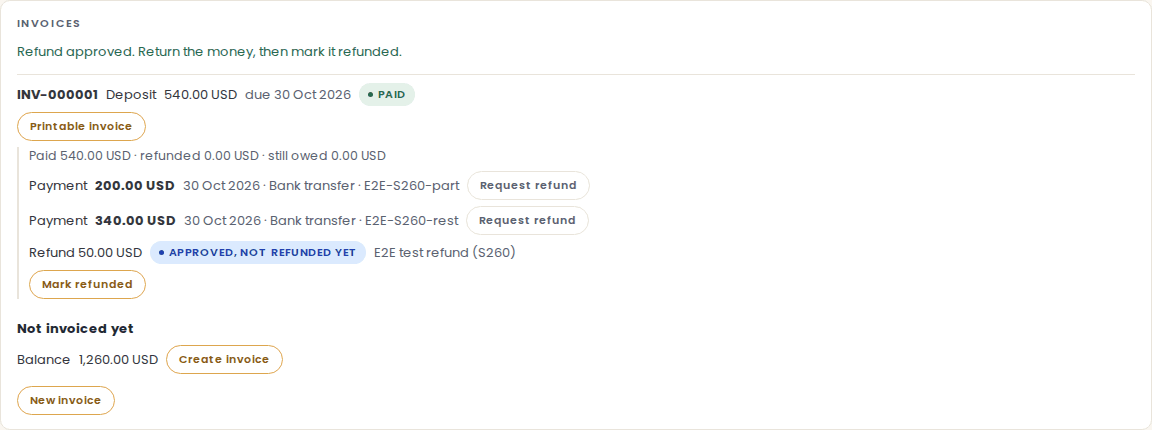 INVOICES
Refund approved. Return the money, then mark it refunded.
INV-000001 Deposit 540.00 USD due 30 Oct 2026 • PAID
Printable invoice
Paid 540.00 USD · refunded 0.00 USD · still owed 0.00 USD
Payment 200.00 USD 30 Oct 2026 · Bank transfer · E2E-S260-part Request refund
Payment 340.00 USD 30 Oct 2026 · Bank transfer · E2E-S260-rest Request refund
Refund 50.00 USD • APPROVED, NOT REFUNDED YET E2E test refund (S260)
Mark refunded
Not invoiced yet
Balance 1,260.00 USD Create invoice
New invoice